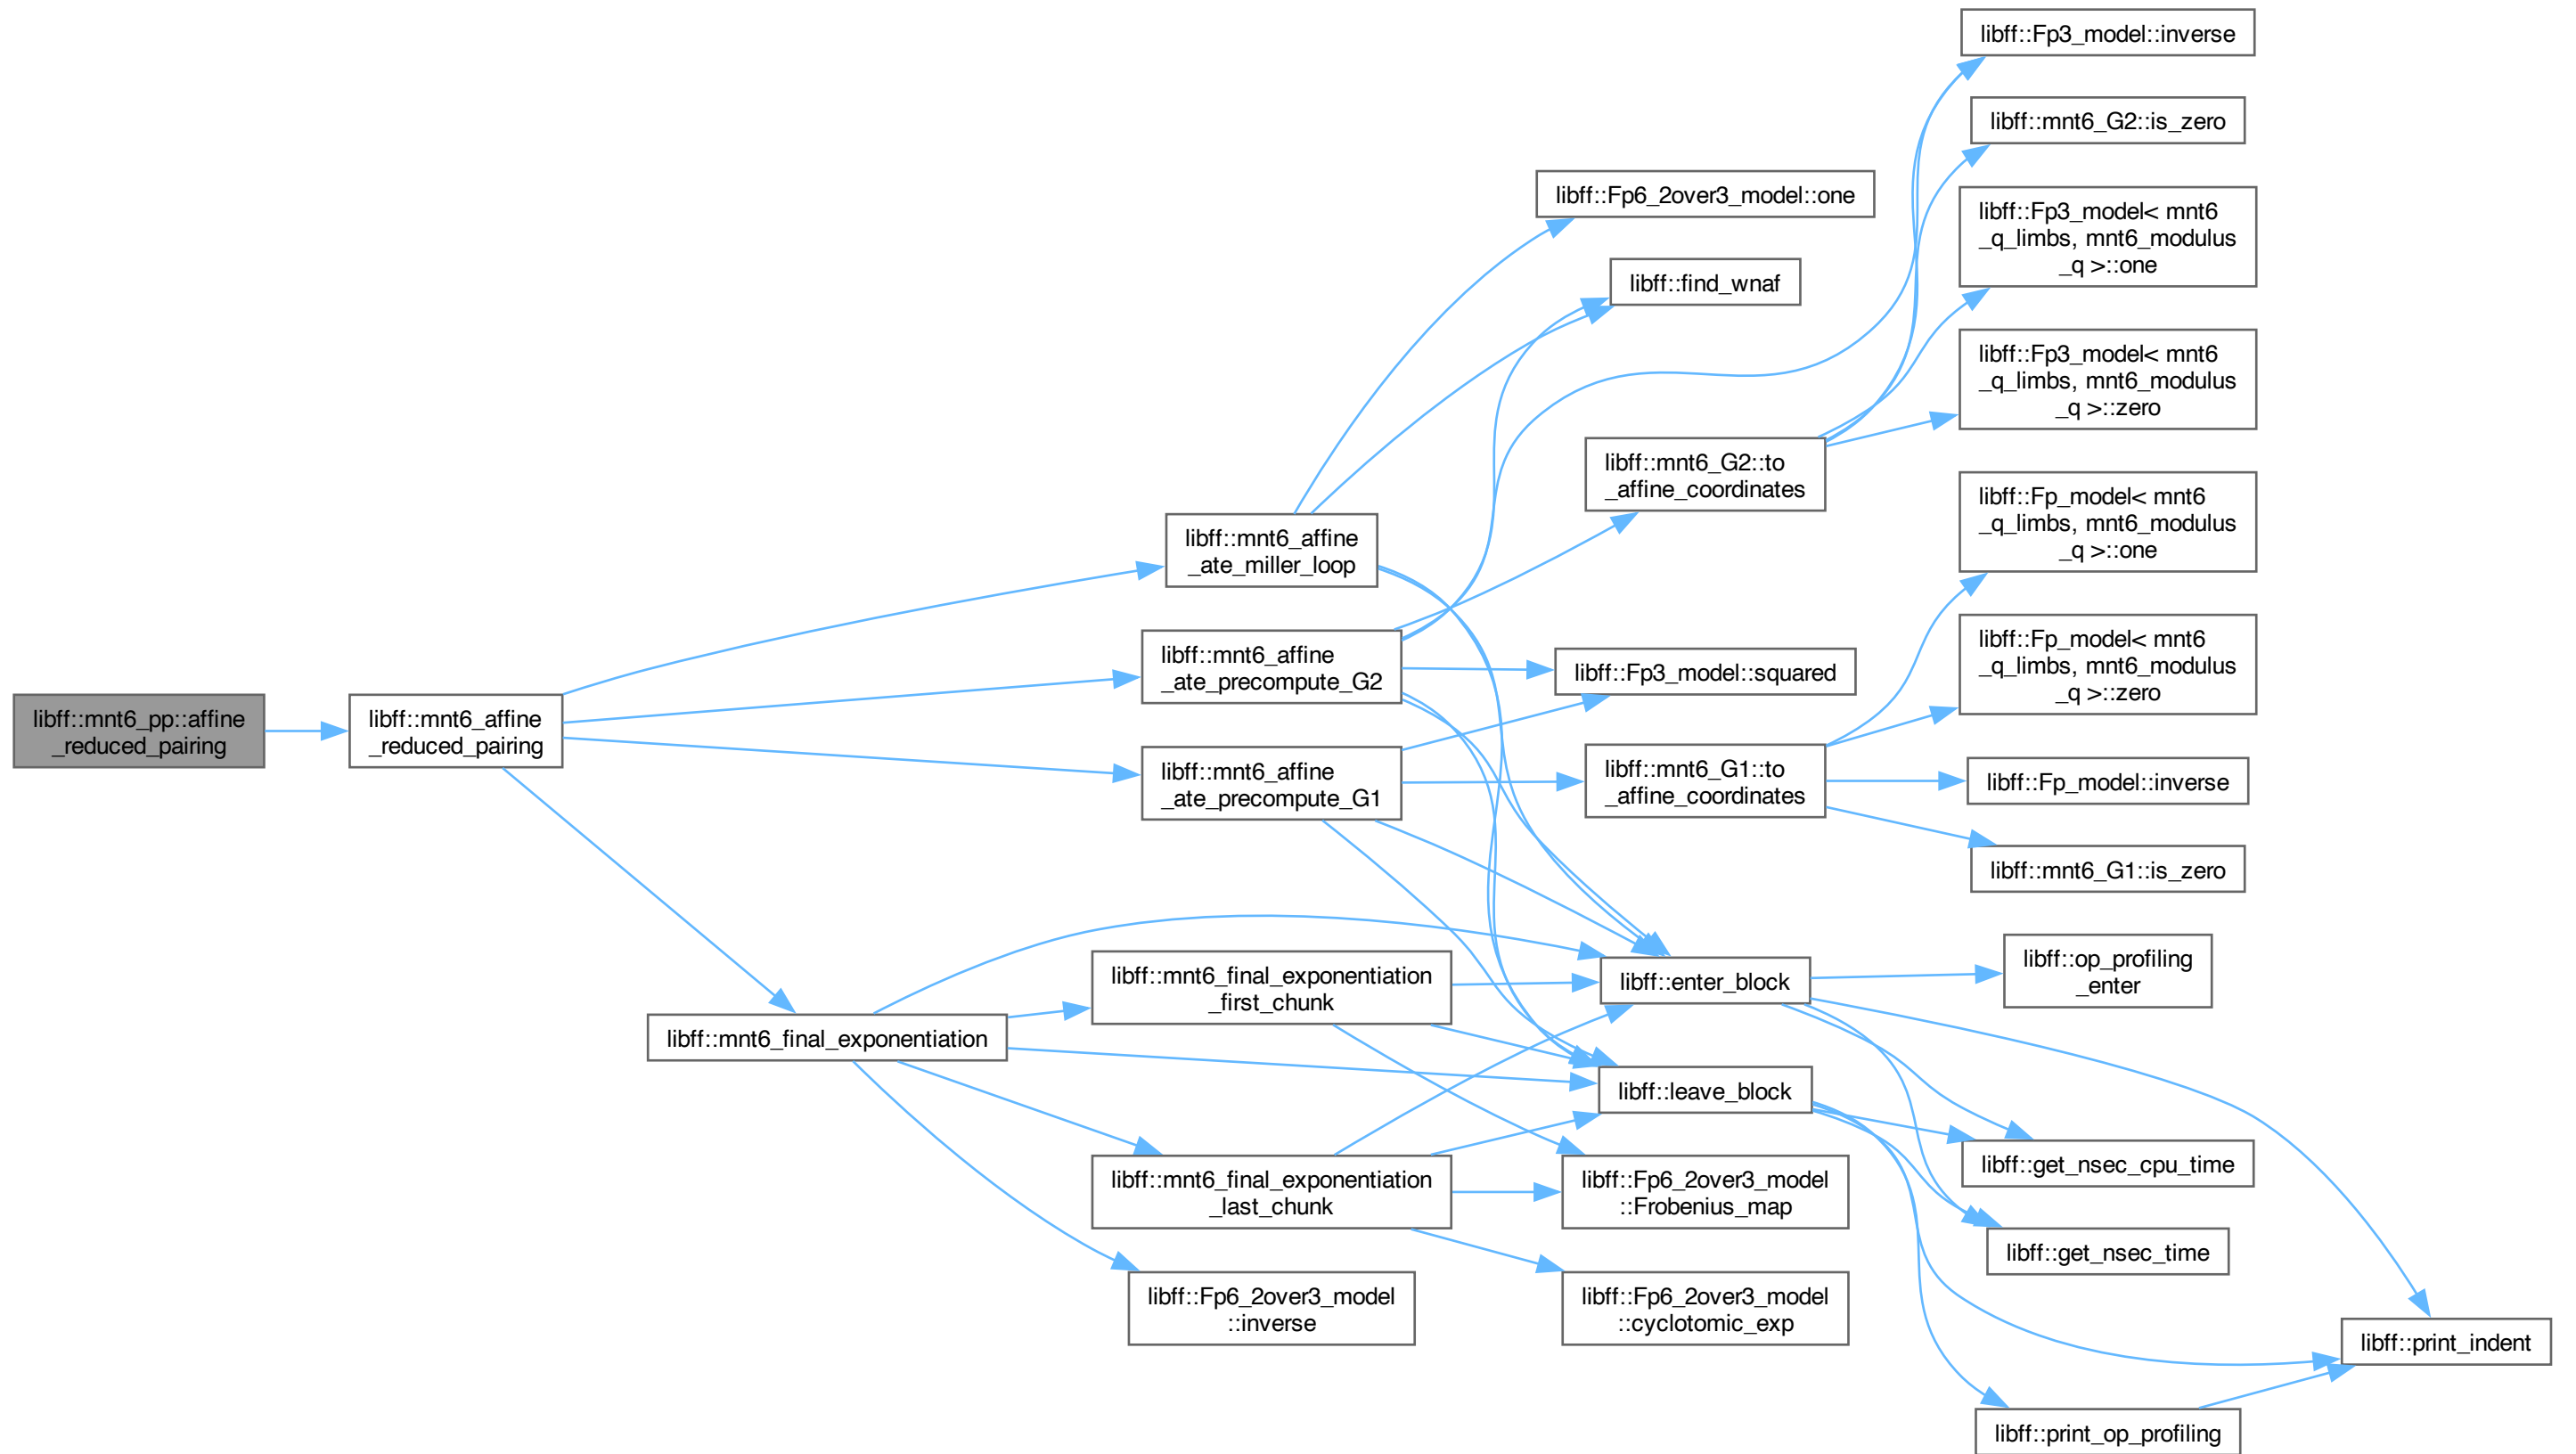 libff::mnt6_pp::affine
_reduced_pairing
libff::mnt6_affine
_reduced_pairing
libff::mnt6_affine
_ate_miller_loop
libff::mnt6_affine
_ate_precompute_G2
libff::mnt6_affine
_ate_precompute_G1
libff::mnt6_final_exponentiation
libff::mnt6_final_exponentiation
_first_chunk
libff::mnt6_final_exponentiation
_last_chunk
libff::Fp6_2over3_model
::inverse
libff::Fp6_2over3_model::one
libff::find_wnaf
libff::mnt6_G2::to
_affine_coordinates
libff::Fp3_model::squared
libff::mnt6_G1::to
_affine_coordinates
libff::enter_block
libff::leave_block
libff::Fp6_2over3_model
::Frobenius_map
libff::Fp6_2over3_model
::cyclotomic_exp
libff::Fp3_model::inverse
libff::mnt6_G2::is_zero
libff::Fp3_model< mnt6
_q_limbs, mnt6_modulus
_q >::one
libff::Fp3_model< mnt6
_q_limbs, mnt6_modulus
_q >::zero
libff::Fp_model< mnt6
_q_limbs, mnt6_modulus
_q >::one
libff::Fp_model< mnt6
_q_limbs, mnt6_modulus
_q >::zero
libff::Fp_model::inverse
libff::mnt6_G1::is_zero
libff::op_profiling
_enter
libff::get_nsec_cpu_time
libff::get_nsec_time
libff::print_indent
libff::print_op_profiling